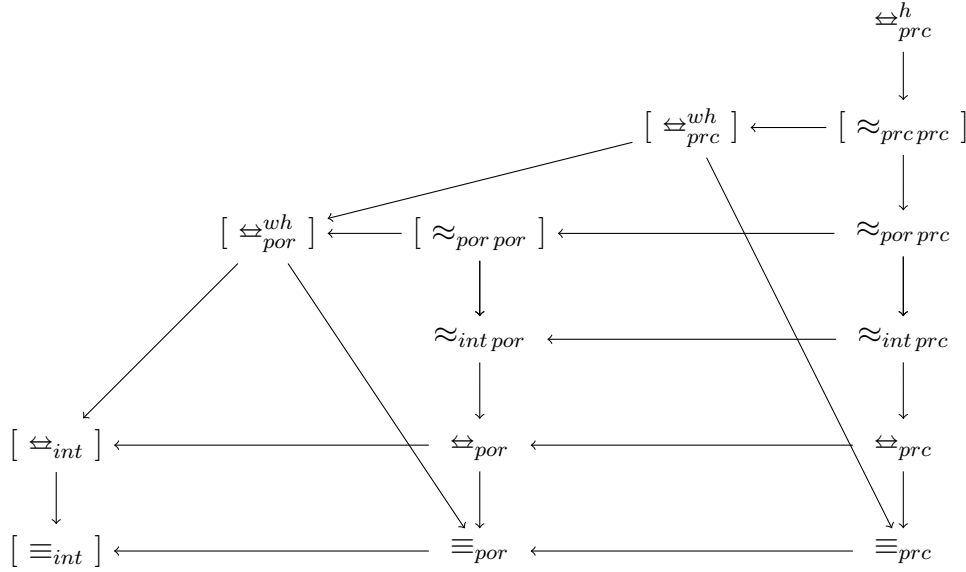 ⇔^h_prc
[ ⇔^wh_prc ] [ ≈_prc prc ]
[ ⇔^wh_por ] [ ≈_por por ] ≈_por prc
≈_int por ≈_int prc
[ ⇔_int ] ⇔_por ⇔_prc
[ ≡_int ] ≡_por ≡_prc